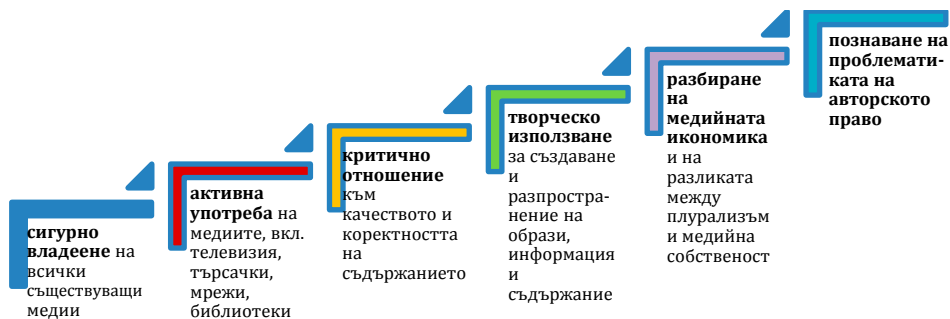 сигурно
владеене на
всички
съществуващи
медии
активна
употреба на
медиите, вкл.
телевизия,
търсачки,
мрежи,
библиотеки
критично
отношение
към
качеството и
коректността
на
съдържанието
творческо
използване
за създаване
и
разпростра-
нение на
образи,
информация
и
съдържание
разбиране
на
медийната
икономика
и на
разликата
между
плурализъм
и медийна
собственост
познаване на
проблемати-
ката на
авторското
право